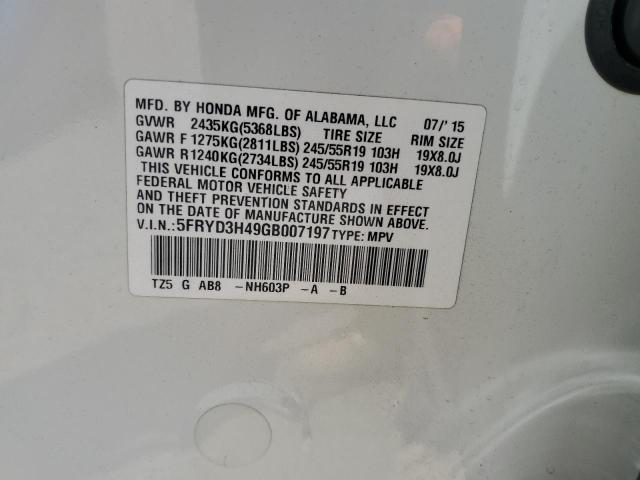 MFD. BY HONDA MFG. OF ALABAMA, LLC 07/'15
GVWR 2435KG(5368LBS) TIRE SIZE RIM SIZE
GAWR F 1275KG(2811LBS) 245/55R19 103H 19X8.0J
GAWR R 1240KG(2734LBS) 245/55R19 103H 19X8.0J
THIS VEHICLE CONFORMS TO ALL APPLICABLE
FEDERAL MOTOR VEHICLE SAFETY
AND THEFT PREVENTION STANDARDS IN EFFECT
ON THE DATE OF MANUFACTURE SHOWN ABOVE.
V.I.N.:5FRYD3H49GB007197 TYPE: MPV
TZ5 G AB8 -NH603P -A -B